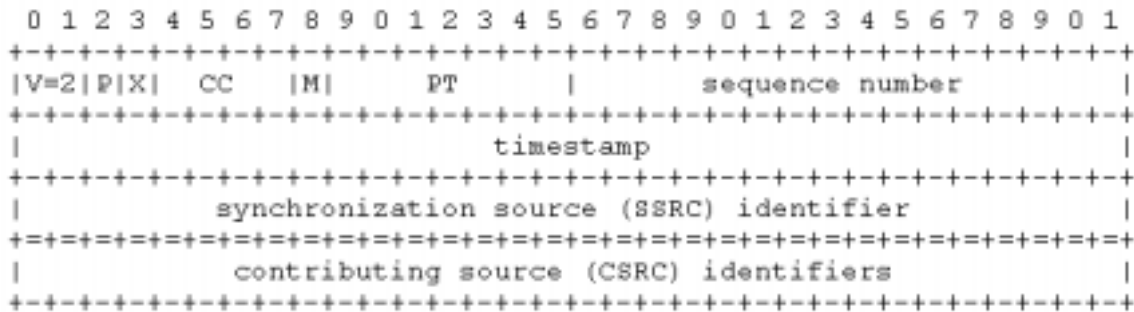 0 1 2 3 4 5 6 7 8 9 0 1 2 3 4 5 6 7 8 9 0 1 2 3 4 5 6 7 8 9 0 1
+-+-+-+-+-+-+-+-+-+-+-+-+-+-+-+-+-+-+-+-+-+-+-+-+-+-+-+-+-+-+-+-+
|V=2|P|X|  CC   |M|     PT      |       sequence number         |
+-+-+-+-+-+-+-+-+-+-+-+-+-+-+-+-+-+-+-+-+-+-+-+-+-+-+-+-+-+-+-+-+
|                           timestamp                           |
+-+-+-+-+-+-+-+-+-+-+-+-+-+-+-+-+-+-+-+-+-+-+-+-+-+-+-+-+-+-+-+-+
|           synchronization source (SSRC) identifier            |
+=+=+=+=+=+=+=+=+=+=+=+=+=+=+=+=+=+=+=+=+=+=+=+=+=+=+=+=+=+=+=+=+
|            contributing source (CSRC) identifiers             |
+-+-+-+-+-+-+-+-+-+-+-+-+-+-+-+-+-+-+-+-+-+-+-+-+-+-+-+-+-+-+-+-+